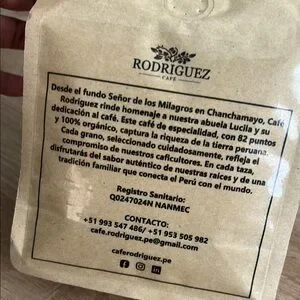 RODRIGUEZ
CAFÉ
Desde el fundo Señor de los Milagros en Chanchamayo, Café
Rodriguez rinde homenaje a nuestra abuela Lucila y su
dedicación al café. Este café de especialidad, con 82 puntos
y 100% orgánico, captura la riqueza de la tierra peruana.
Cada grano, seleccionado cuidadosamente, refleja el
compromiso de nuestros caficultores. En cada taza,
disfrutarás del sabor auténtico de nuestras raíces y de una
tradición familiar que conecta el Perú con el mundo.
Registro Sanitario:
Q0247024N NANMEC
CONTACTO:
+51 993 547 486/ +51 953 505 982
cafe.rodriguez.pe@gmail.com
caferodriguez.pe